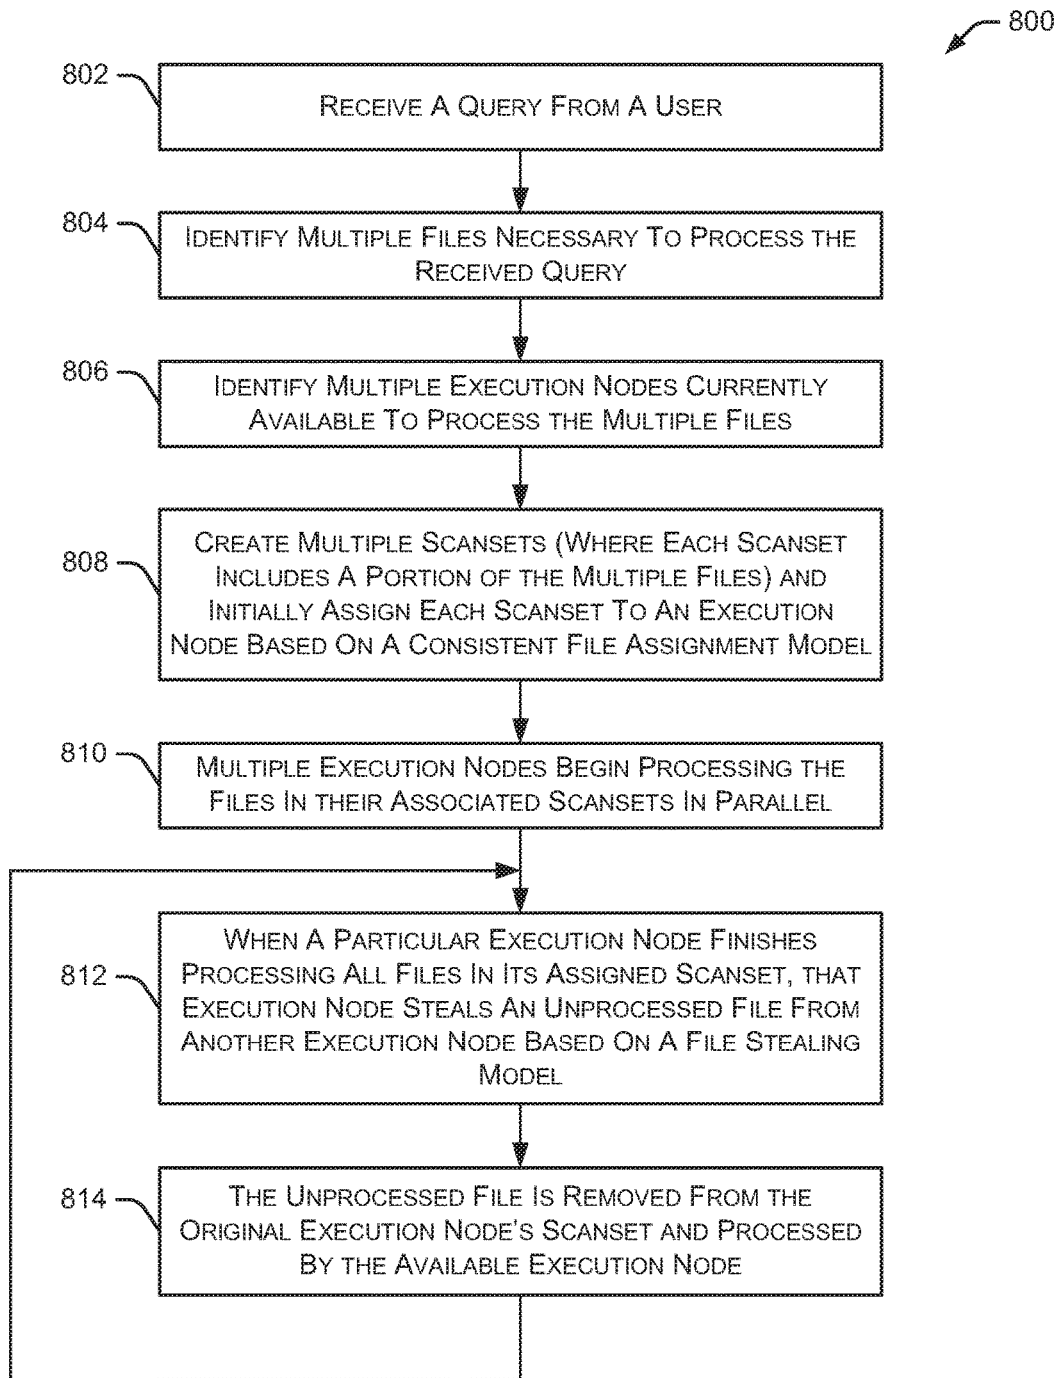 800
802
RECEIVE A QUERY FROM A USER
804
IDENTIFY MULTIPLE FILES NECESSARY TO PROCESS THE
RECEIVED QUERY
806
IDENTIFY MULTIPLE EXECUTION NODES CURRENTLY
AVAILABLE TO PROCESS THE MULTIPLE FILES
808
CREATE MULTIPLE SCANSETS (WHERE EACH SCANSET
INCLUDES A PORTION OF THE MULTIPLE FILES) AND
INITIALLY ASSIGN EACH SCANSET TO AN EXECUTION
NODE BASED ON A CONSISTENT FILE ASSIGNMENT MODEL
810
MULTIPLE EXECUTION NODES BEGIN PROCESSING THE
FILES IN THEIR ASSOCIATED SCANSETS IN PARALLEL
812
WHEN A PARTICULAR EXECUTION NODE FINISHES
PROCESSING ALL FILES IN ITS ASSIGNED SCANSET, THAT
EXECUTION NODE STEALS AN UNPROCESSED FILE FROM
ANOTHER EXECUTION NODE BASED ON A FILE STEALING
MODEL
814
THE UNPROCESSED FILE IS REMOVED FROM THE
ORIGINAL EXECUTION NODE'S SCANSET AND PROCESSED
BY THE AVAILABLE EXECUTION NODE